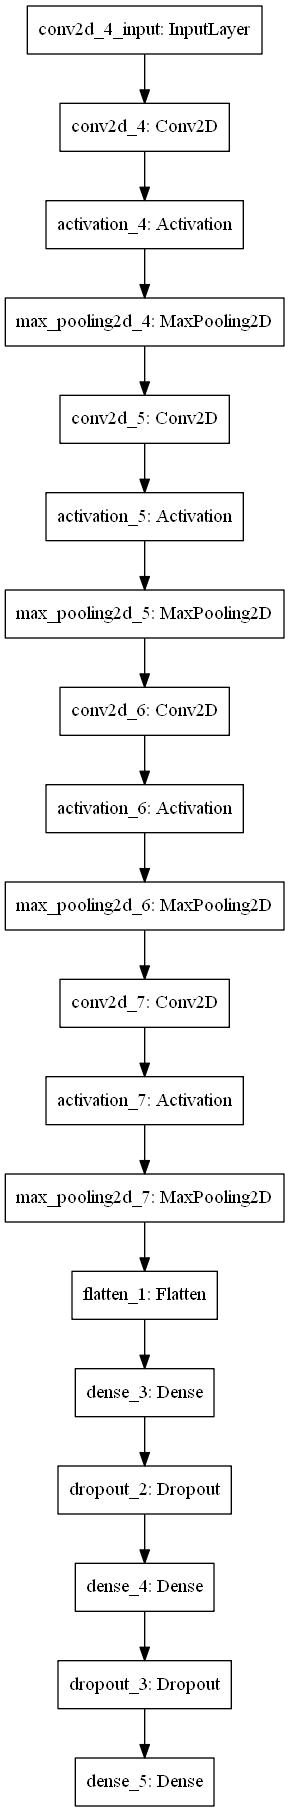 conv2d_4_input: InputLayer
conv2d_4: Conv2D
activation_4: Activation
max_pooling2d_4: MaxPooling2D
conv2d_5: Conv2D
activation_5: Activation
max_pooling2d_5: MaxPooling2D
conv2d_6: Conv2D
activation_6: Activation
max_pooling2d_6: MaxPooling2D
conv2d_7: Conv2D
activation_7: Activation
max_pooling2d_7: MaxPooling2D
flatten_1: Flatten
dense_3: Dense
dropout_2: Dropout
dense_4: Dense
dropout_3: Dropout
dense_5: Dense